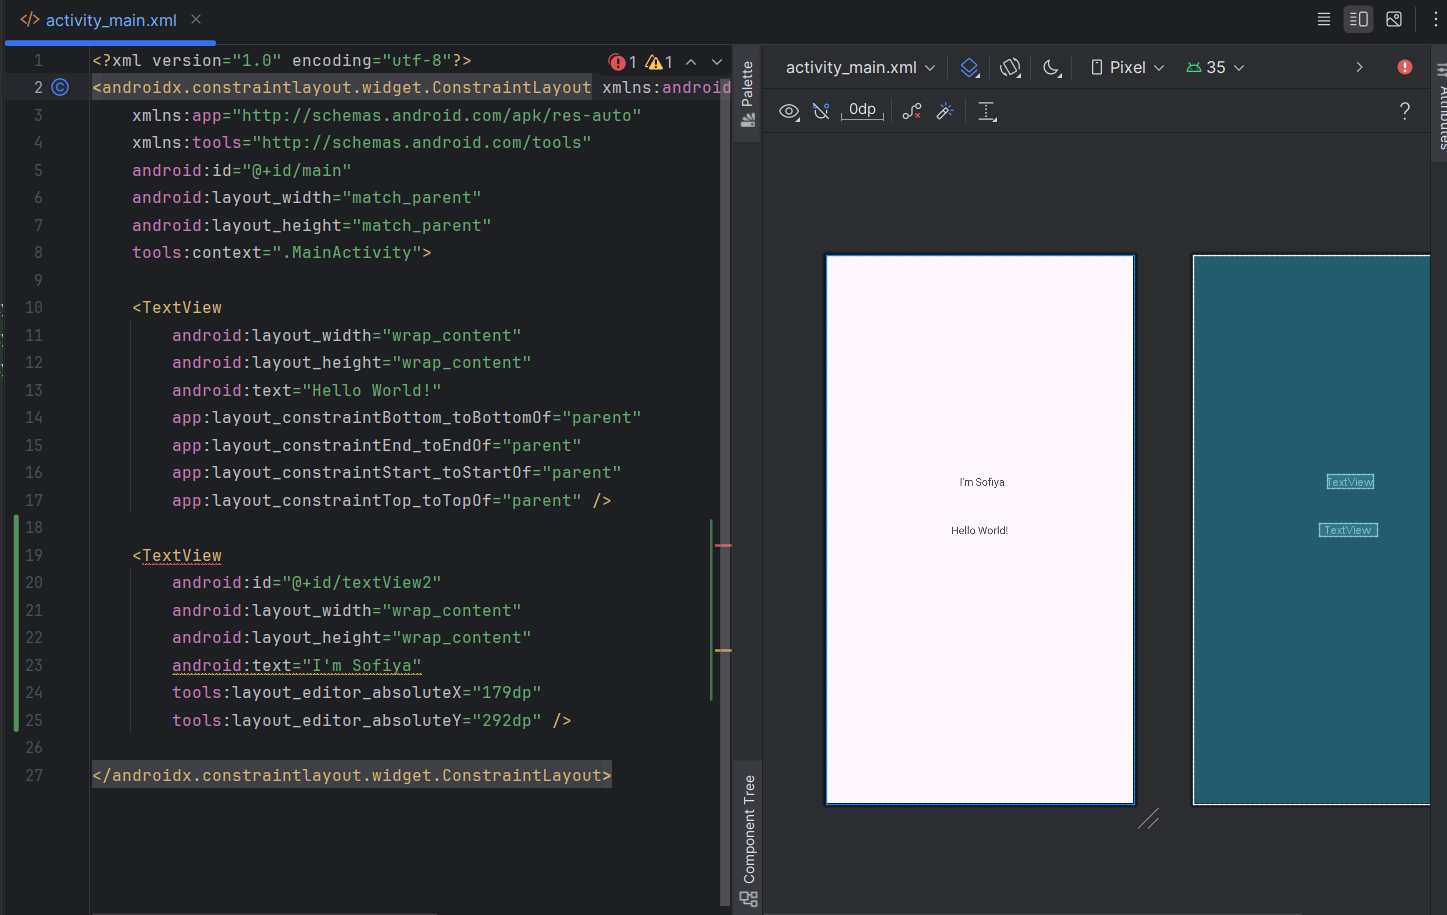 </> activity_main.xml ×
1 <?xml version="1.0" encoding="utf-8"?>
1 1
2 <androidx.constraintlayout.widget.ConstraintLayout xmlns:android
3 xmlns:app="http://schemas.android.com/apk/res-auto"
4 xmlns:tools="http://schemas.android.com/tools"
5 android:id="@+id/main"
6 android:layout_width="match_parent"
7 android:layout_height="match_parent"
8 tools:context=".MainActivity">
9
10 <TextView
11 android:layout_width="wrap_content"
12 android:layout_height="wrap_content"
13 android:text="Hello World!"
14 app:layout_constraintBottom_toBottomOf="parent"
15 app:layout_constraintEnd_toEndOf="parent"
16 app:layout_constraintStart_toStartOf="parent"
17 app:layout_constraintTop_toTopOf="parent" />
18
19 <TextView
20 android:id="@+id/textView2"
21 android:layout_width="wrap_content"
22 android:layout_height="wrap_content"
23 android:text="I'm Sofiya"
24 tools:layout_editor_absoluteX="179dp"
25 tools:layout_editor_absoluteY="292dp" />
26
27 </androidx.constraintlayout.widget.ConstraintLayout>
Palette
Component Tree
activity_main.xml Pixel 35
0dp ?
Attributes
I'm Sofiya
Hello World!
TextView
TextView